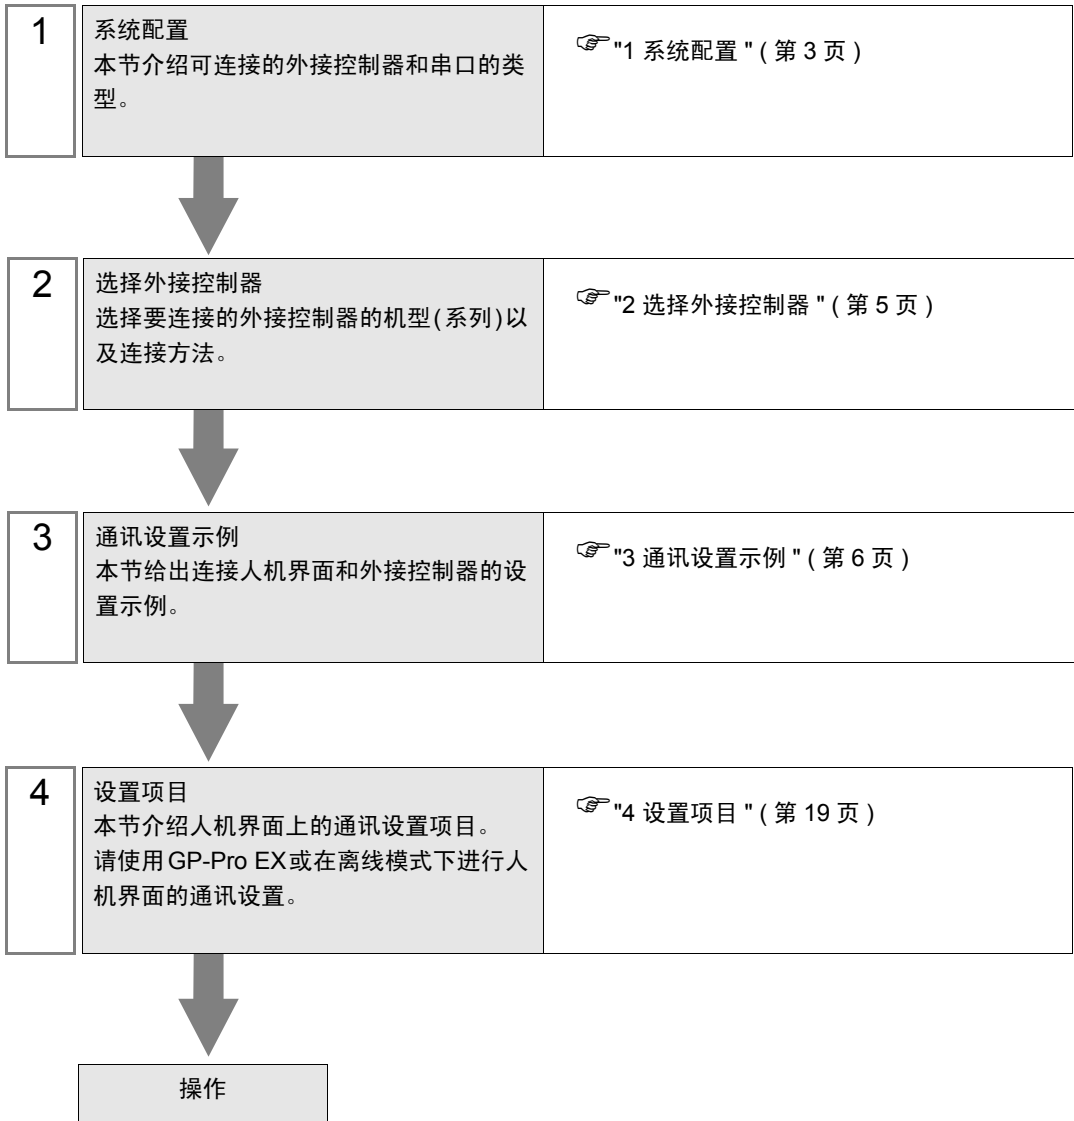 1
系统配置
本节介绍可连接的外接控制器和串口的类
型。
"1 系统配置 " ( 第 3 页 )
2
选择外接控制器
选择要连接的外接控制器的机型(系列)以
及连接方法。
"2 选择外接控制器 " ( 第 5 页 )
3
通讯设置示例
本节给出连接人机界面和外接控制器的设
置示例。
"3 通讯设置示例 " ( 第 6 页 )
4
设置项目
本节介绍人机界面上的通讯设置项目。
请使用GP-Pro EX或在离线模式下进行人
机界面的通讯设置。
"4 设置项目 " ( 第 19 页 )
操作